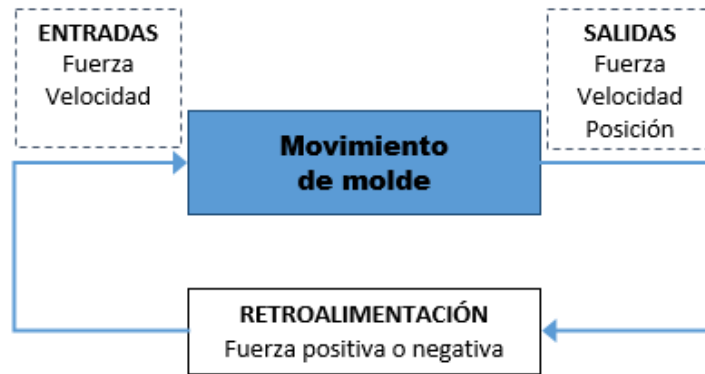 ENTRADAS
Fuerza
Velocidad
SALIDAS
Fuerza
Velocidad
Posición
Movimiento
de molde
RETROALIMENTACIÓN
Fuerza positiva o negativa